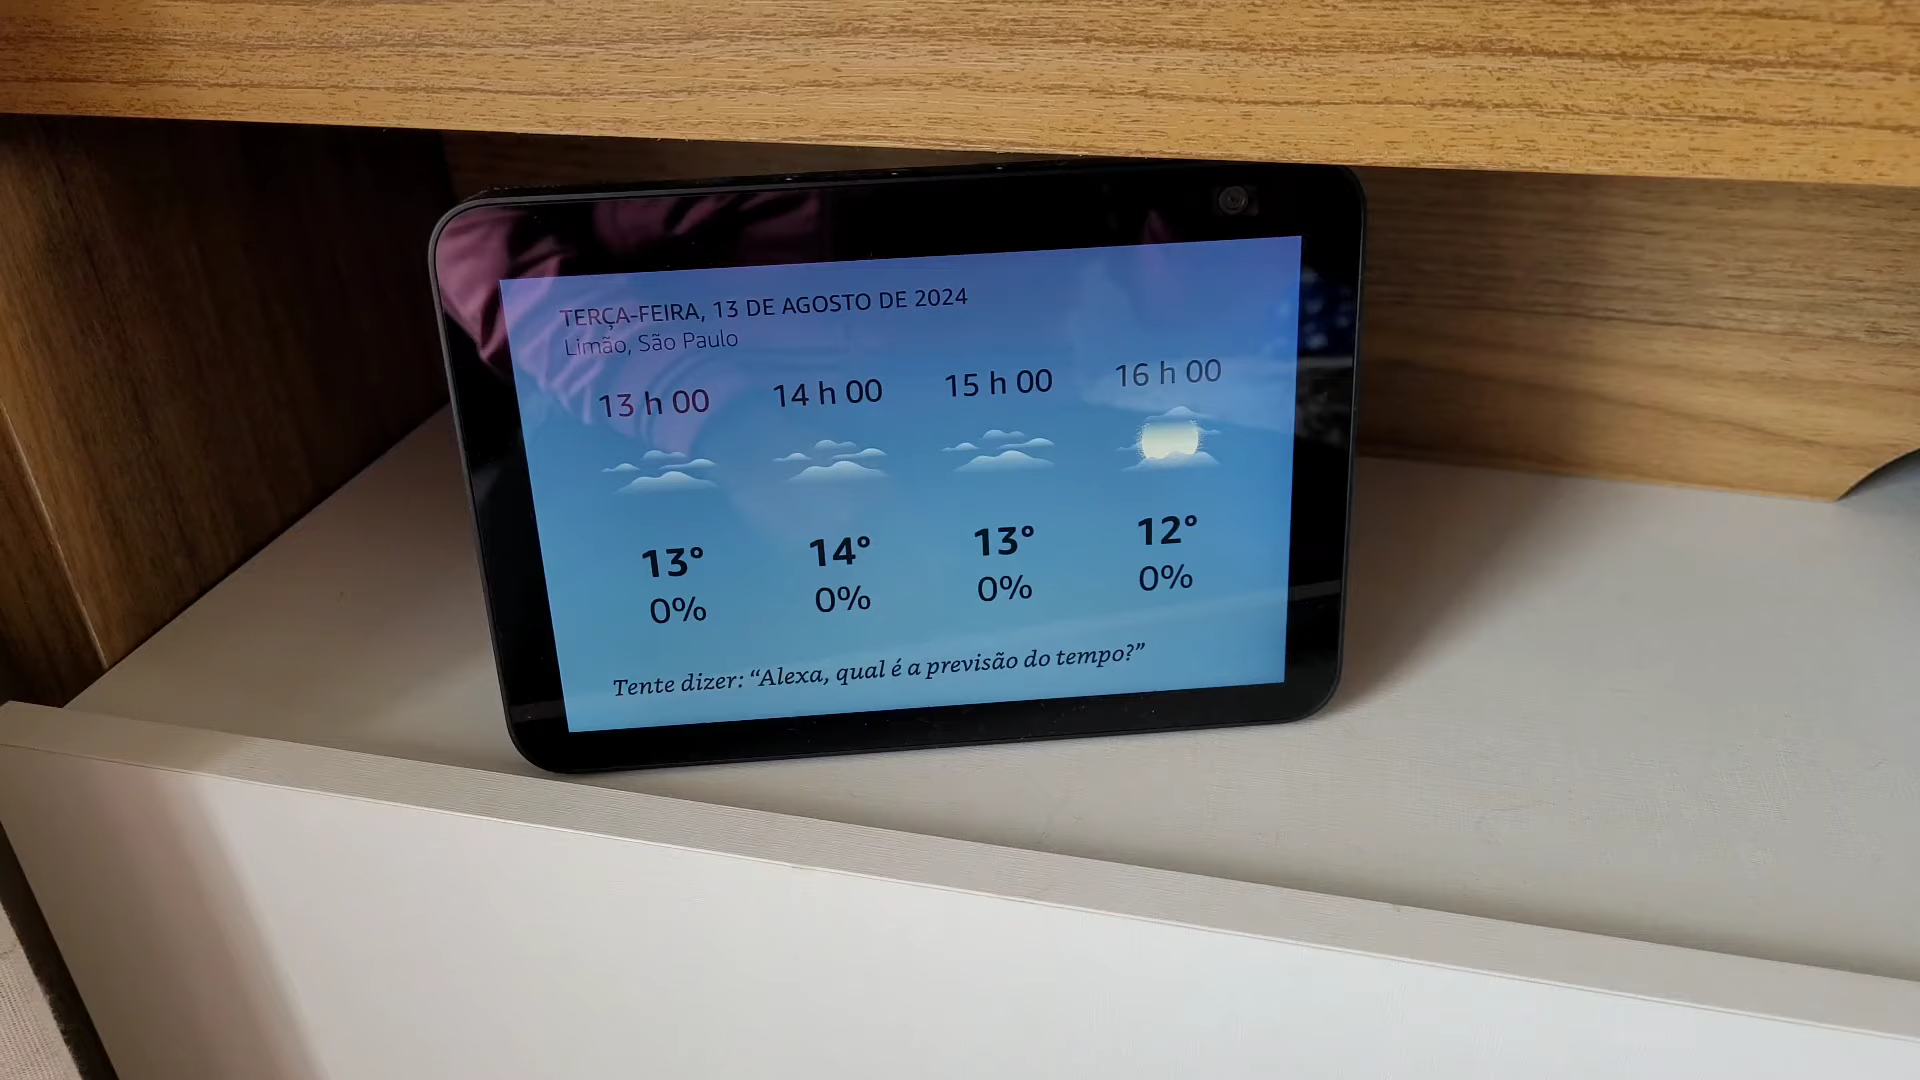 TERÇA-FEIRA, 13 DE AGOSTO DE 2024
Limão, São Paulo
13 h 00 14 h 00 15 h 00 16 h 00
13° 14° 13° 12°
0% 0% 0% 0%
Tente dizer: “Alexa, qual é a previsão do tempo?”